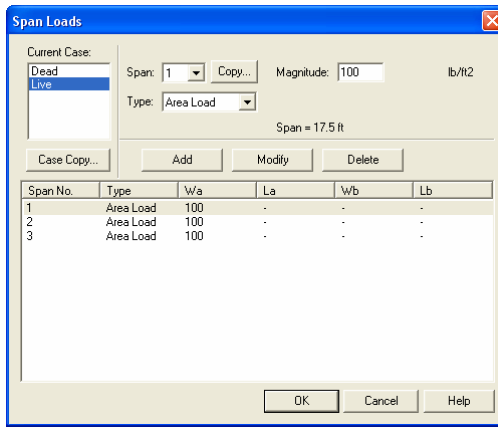 Span Loads
Current Case:
Dead
Live
Span: 1 Copy... Magnitude: 100 lb/ft2
Type: Area Load
Span = 17.5 ft
Case Copy... Add Modify Delete
Span No. Type Wa La Wb Lb
1 Area Load 100 - - -
2 Area Load 100 - - -
3 Area Load 100 - - -
OK Cancel Help